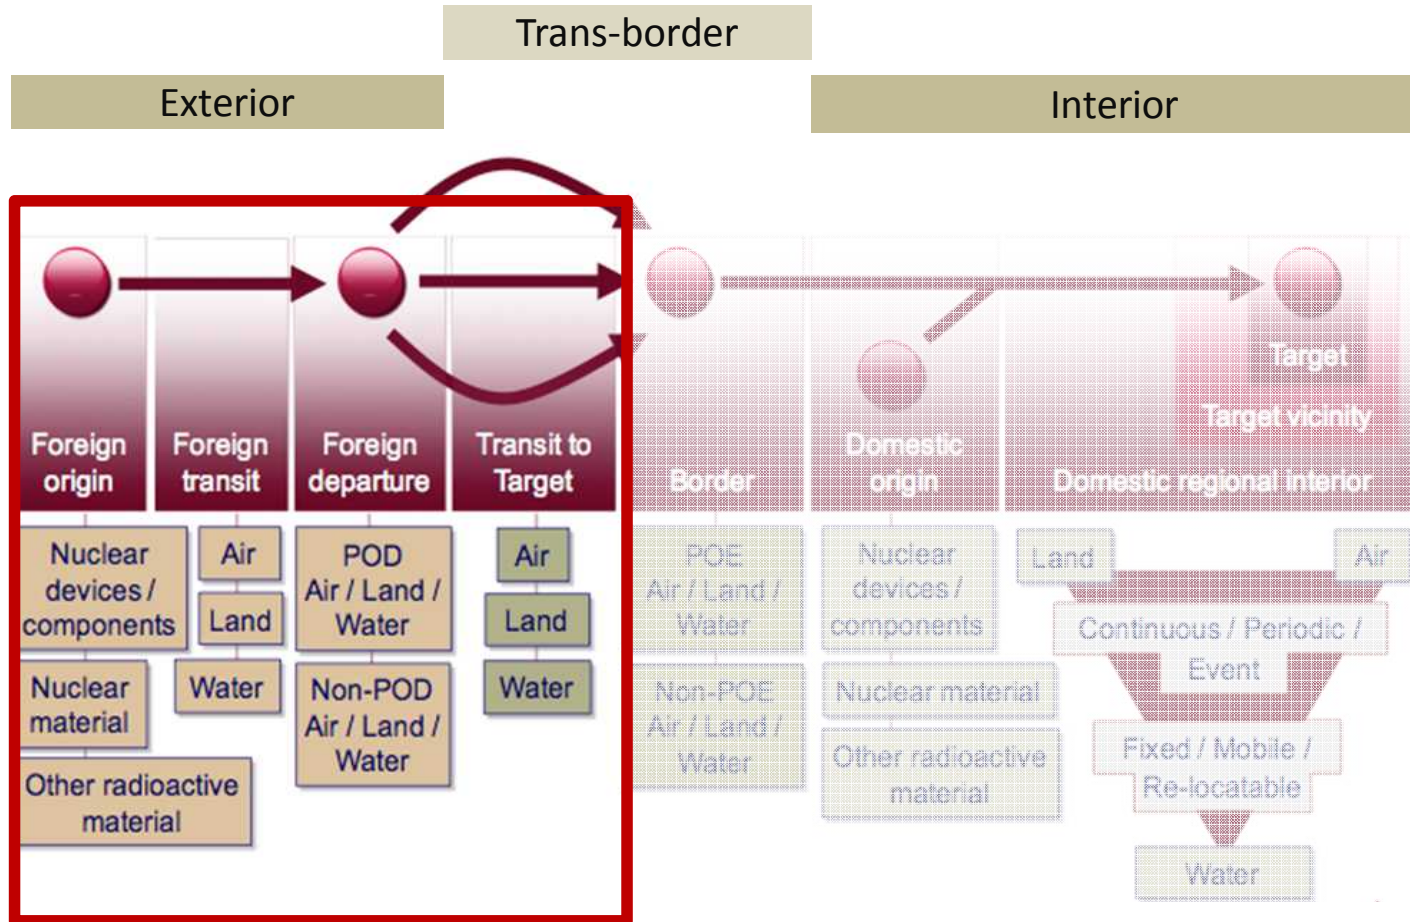 Trans-border
Exterior
Interior
Target
Target vicinity
Foreign
origin
Foreign
transit
Foreign
departure
Transit to
Target
Border
Domestic
origin
Domestic regional interior
Nuclear
devices /
components
Nuclear
material
Other radioactive
material
Air
Land
Water
POD
Air / Land /
Water
Non-POD
Air / Land /
Water
Air
Land
Water
POE
Air / Land /
Water
Non-POE
Air / Land /
Water
Nuclear
devices /
components
Nuclear material
Other radioactive
material
Land
Air
Continuous / Periodic /
Event
Fixed / Mobile /
Re-locatable
Water